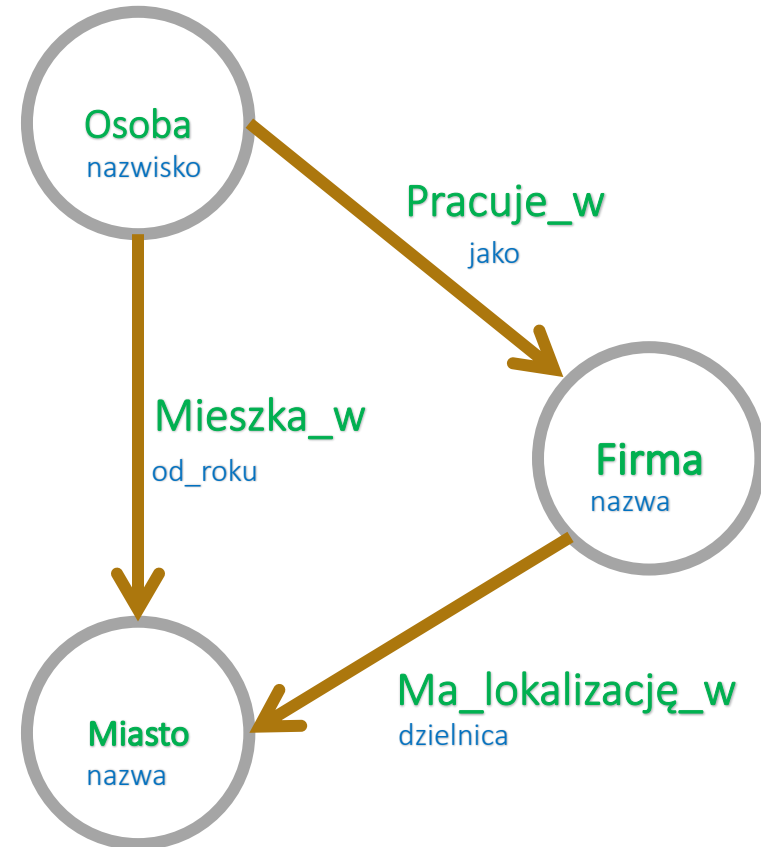 Osoba
nazwisko
Pracuje_w
jako
Mieszka_w
od_roku
Firma
nazwa
Ma_lokalizację_w
dzielnica
Miasto
nazwa